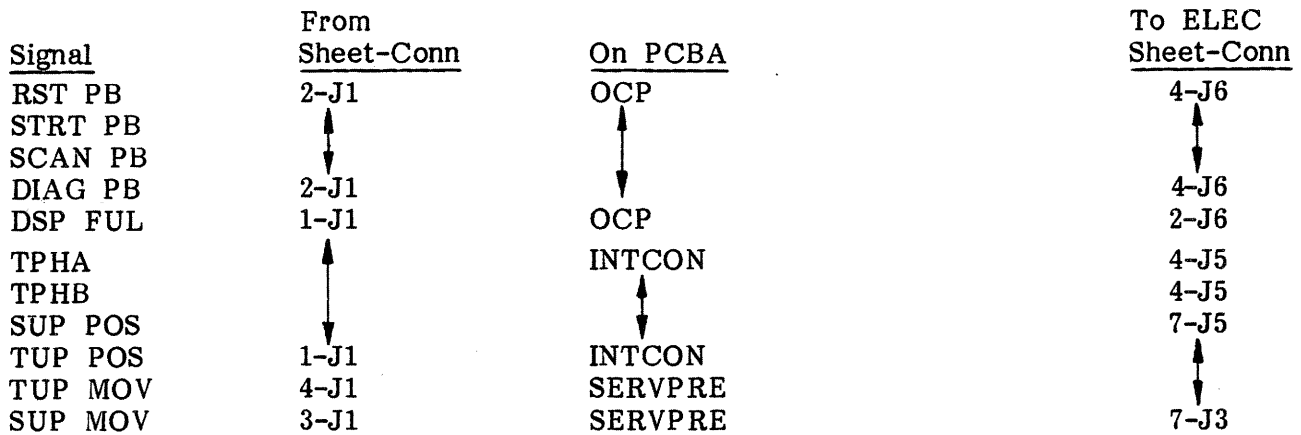 From To ELEC
Signal Sheet-Conn On PCBA Sheet-Conn
RST PB 2-J1 OCP 4-J6
STRT PB
SCAN PB
DIAG PB 2-J1 4-J6
DSP FUL 1-J1 OCP 2-J6
TPHA INTCON 4-J5
TPHB 4-J5
SUP POS 7-J5
TUP POS 1-J1 INTCON
TUP MOV 4-J1 SERVPRE
SUP MOV 3-J1 SERVPRE 7-J3